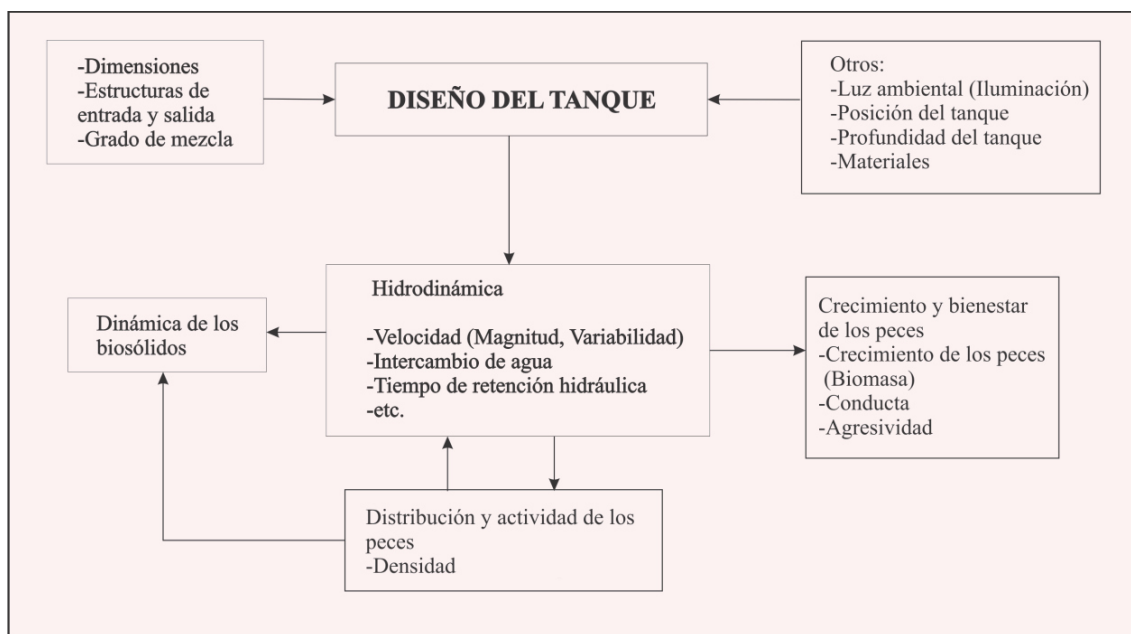 -Dimensiones
-Estructuras de
entrada y salida
-Grado de mezcla
DISEÑO DEL TANQUE
Otros:
-Luz ambiental (Iluminación)
-Posición del tanque
-Profundidad del tanque
-Materiales
Dinámica de los
biosólidos
Hidrodinámica
-Velocidad (Magnitud, Variabilidad)
-Intercambio de agua
-Tiempo de retención hidráulica
-etc.
Crecimiento y bienestar
de los peces
-Crecimiento de los peces
(Biomasa)
-Conducta
-Agresividad
Distribución y actividad de los
peces
-Densidad